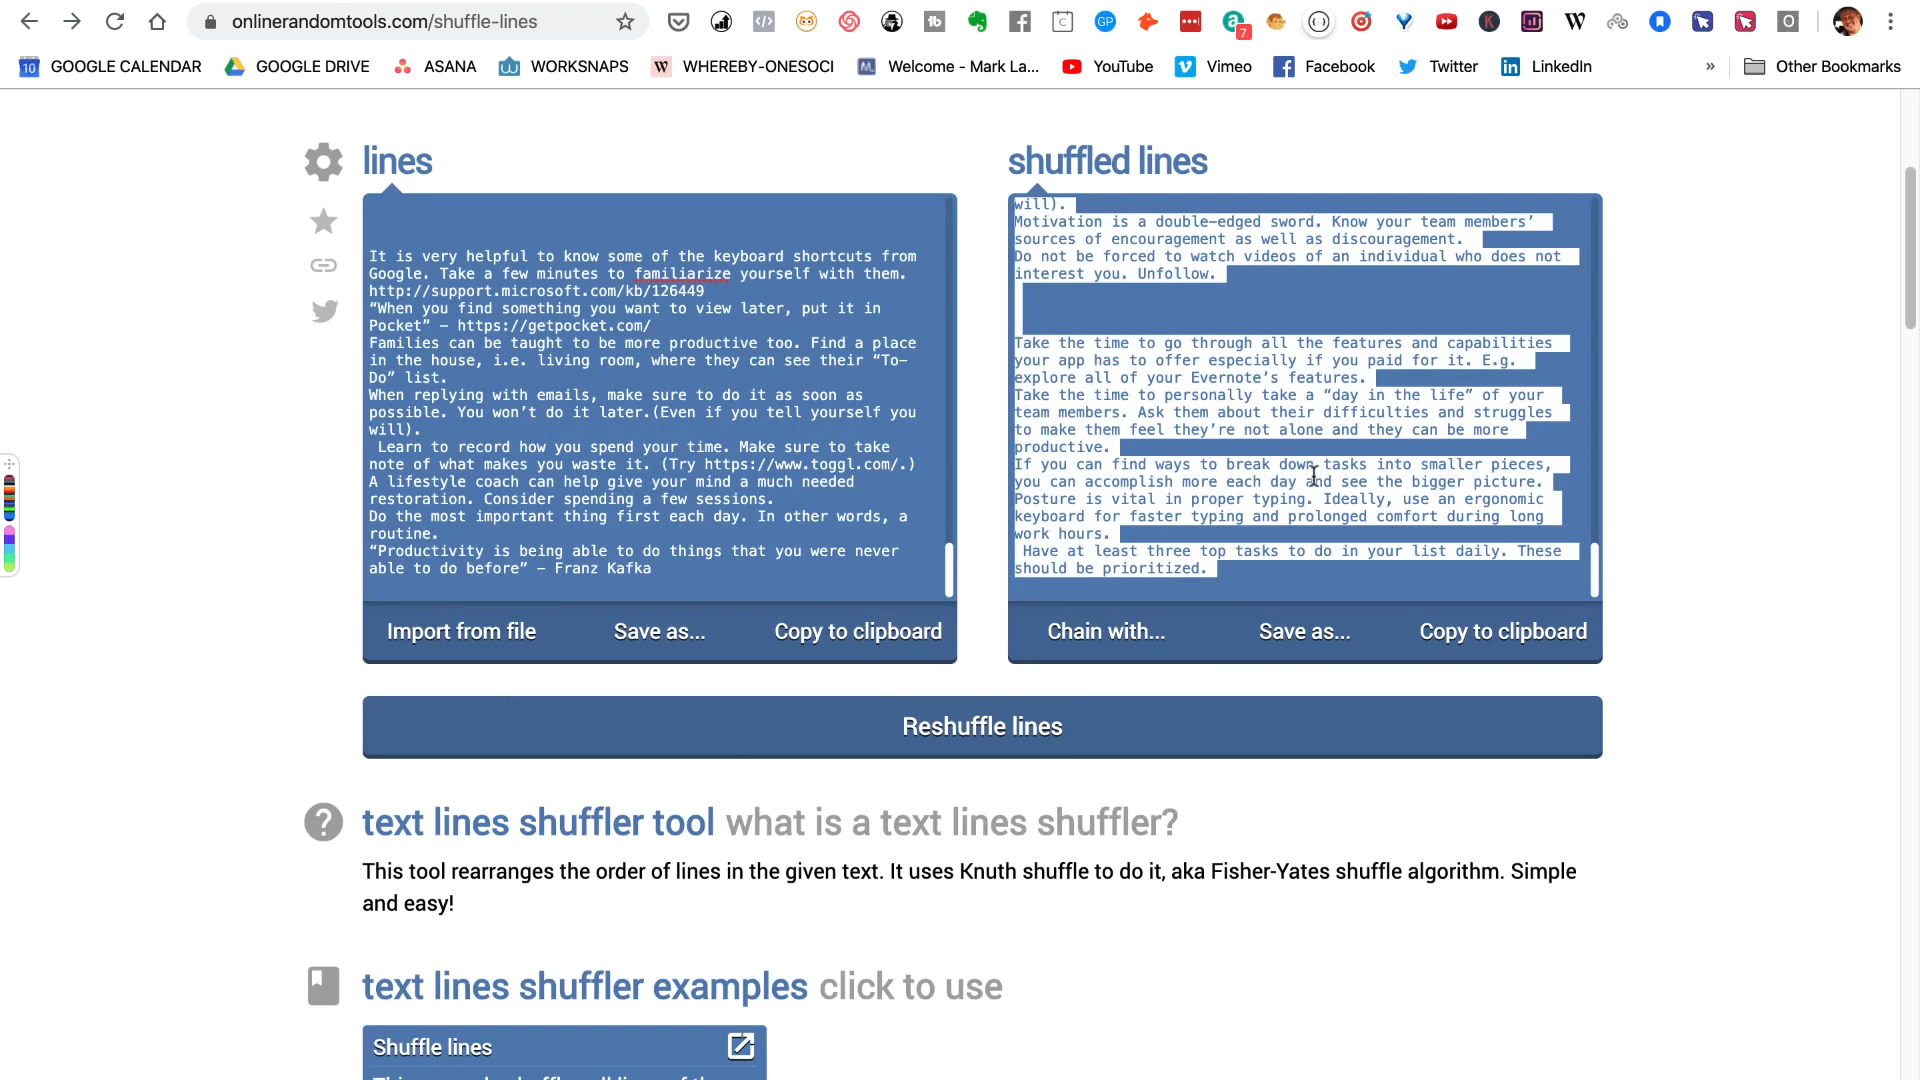 onlinerandomtools.com/shuffle-lines
GP
7
10 GOOGLE CALENDAR GOOGLE DRIVE ASANA WORKSNAPS W WHEREBY-ONESOCI Welcome - Mark La... YouTube Vimeo Facebook Twitter LinkedIn » Other Bookmarks
lines
It is very helpful to know some of the keyboard shortcuts from
Google. Take a few minutes to familiarize yourself with them.
http://support.microsoft.com/kb/126449
“When you find something you want to view later, put it in
Pocket” – https://getpocket.com/
Families can be taught to be more productive too. Find a place
in the house, i.e. living room, where they can see their “To-
Do” list.
When replying with emails, make sure to do it as soon as
possible. You won’t do it later.(Even if you tell yourself you
will).
Learn to record how you spend your time. Make sure to take
note of what makes you waste it. (Try https://www.toggl.com/.)
A lifestyle coach can help give your mind a much needed
restoration. Consider spending a few sessions.
Do the most important thing first each day. In other words, a
routine.
“Productivity is being able to do things that you were never
able to do before” – Franz Kafka
Import from file Save as... Copy to clipboard
shuffled lines
will).
Motivation is a double-edged sword. Know your team members’
sources of encouragement as well as discouragement.
Do not be forced to watch videos of an individual who does not
interest you. Unfollow.
Take the time to go through all the features and capabilities
your app has to offer especially if you paid for it. E.g.
explore all of your Evernote’s features.
Take the time to personally take a “day in the life” of your
team members. Ask them about their difficulties and struggles
to make them feel they’re not alone and they can be more
productive.
If you can find ways to break down tasks into smaller pieces,
you can accomplish more each day and see the bigger picture.
Posture is vital in proper typing. Ideally, use an ergonomic
keyboard for faster typing and prolonged comfort during long
work hours.
Have at least three top tasks to do in your list daily. These
should be prioritized.
Chain with... Save as... Copy to clipboard
Reshuffle lines
text lines shuffler tool what is a text lines shuffler?
This tool rearranges the order of lines in the given text. It uses Knuth shuffle to do it, aka Fisher-Yates shuffle algorithm. Simple
and easy!
text lines shuffler examples click to use
Shuffle lines